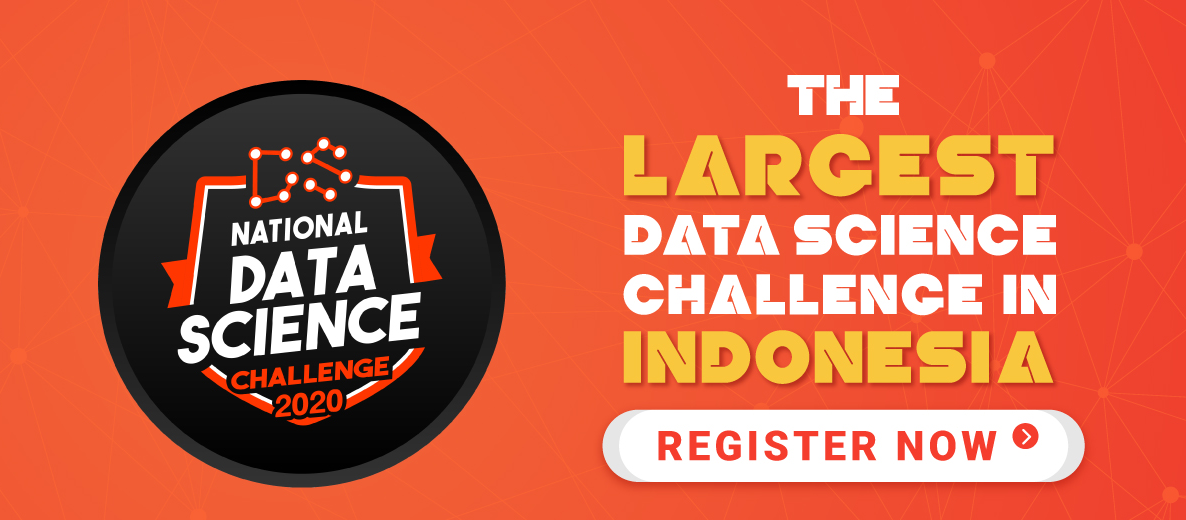 NATIONAL
DATA
SCIENCE
CHALLENGE
2020
THE
LARGEST
DATA SCIENCE
CHALLENGE IN
INDONESIA
REGISTER NOW